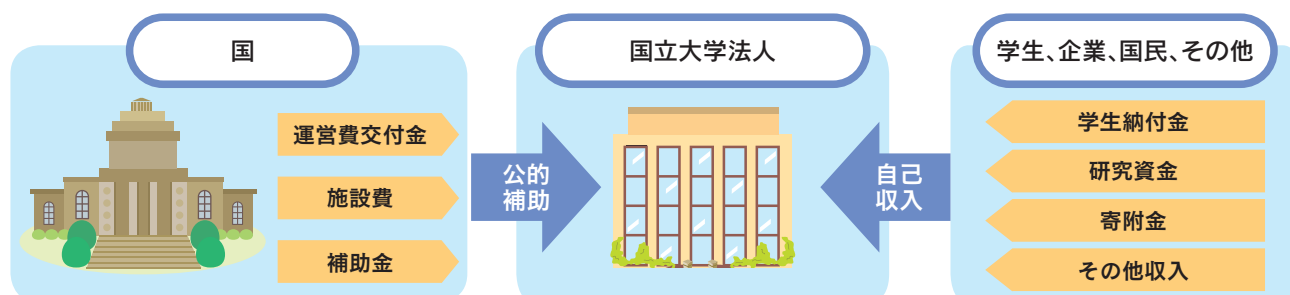 国
運営費交付金
施設費
補助金
公的
補助
国立大学法人
自己
収入
学生、企業、国民、その他
学生納付金
研究資金
寄附金
その他収入